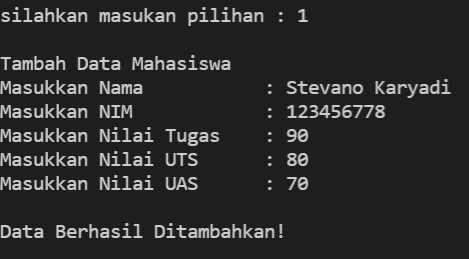 silahkan masukan pilihan : 1
Tambah Data Mahasiswa
Masukkan Nama : Stevano Karyadi
Masukkan NIM : 123456778
Masukkan Nilai Tugas : 90
Masukkan Nilai UTS : 80
Masukkan Nilai UAS : 70
Data Berhasil Ditambahkan!